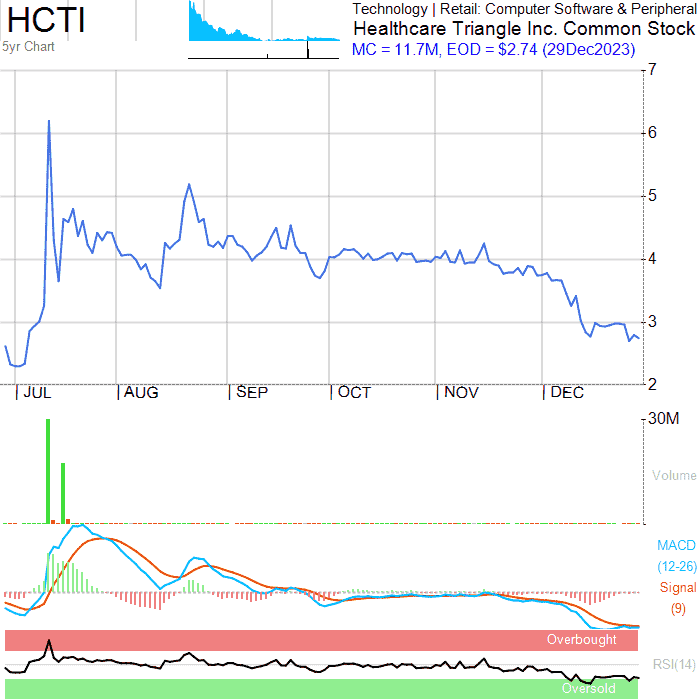 HCTI
5yr Chart
Technology | Retail: Computer Software & Peripheral
Healthcare Triangle Inc. Common Stock
MC = 11.7M, EOD = $2.74 (29Dec2023)
7
6
5
4
3
2
JUL AUG SEP OCT NOV DEC
30M
Volume
MACD
(12-26)
Signal
(9)
Overbought
RSI(14)
Oversold